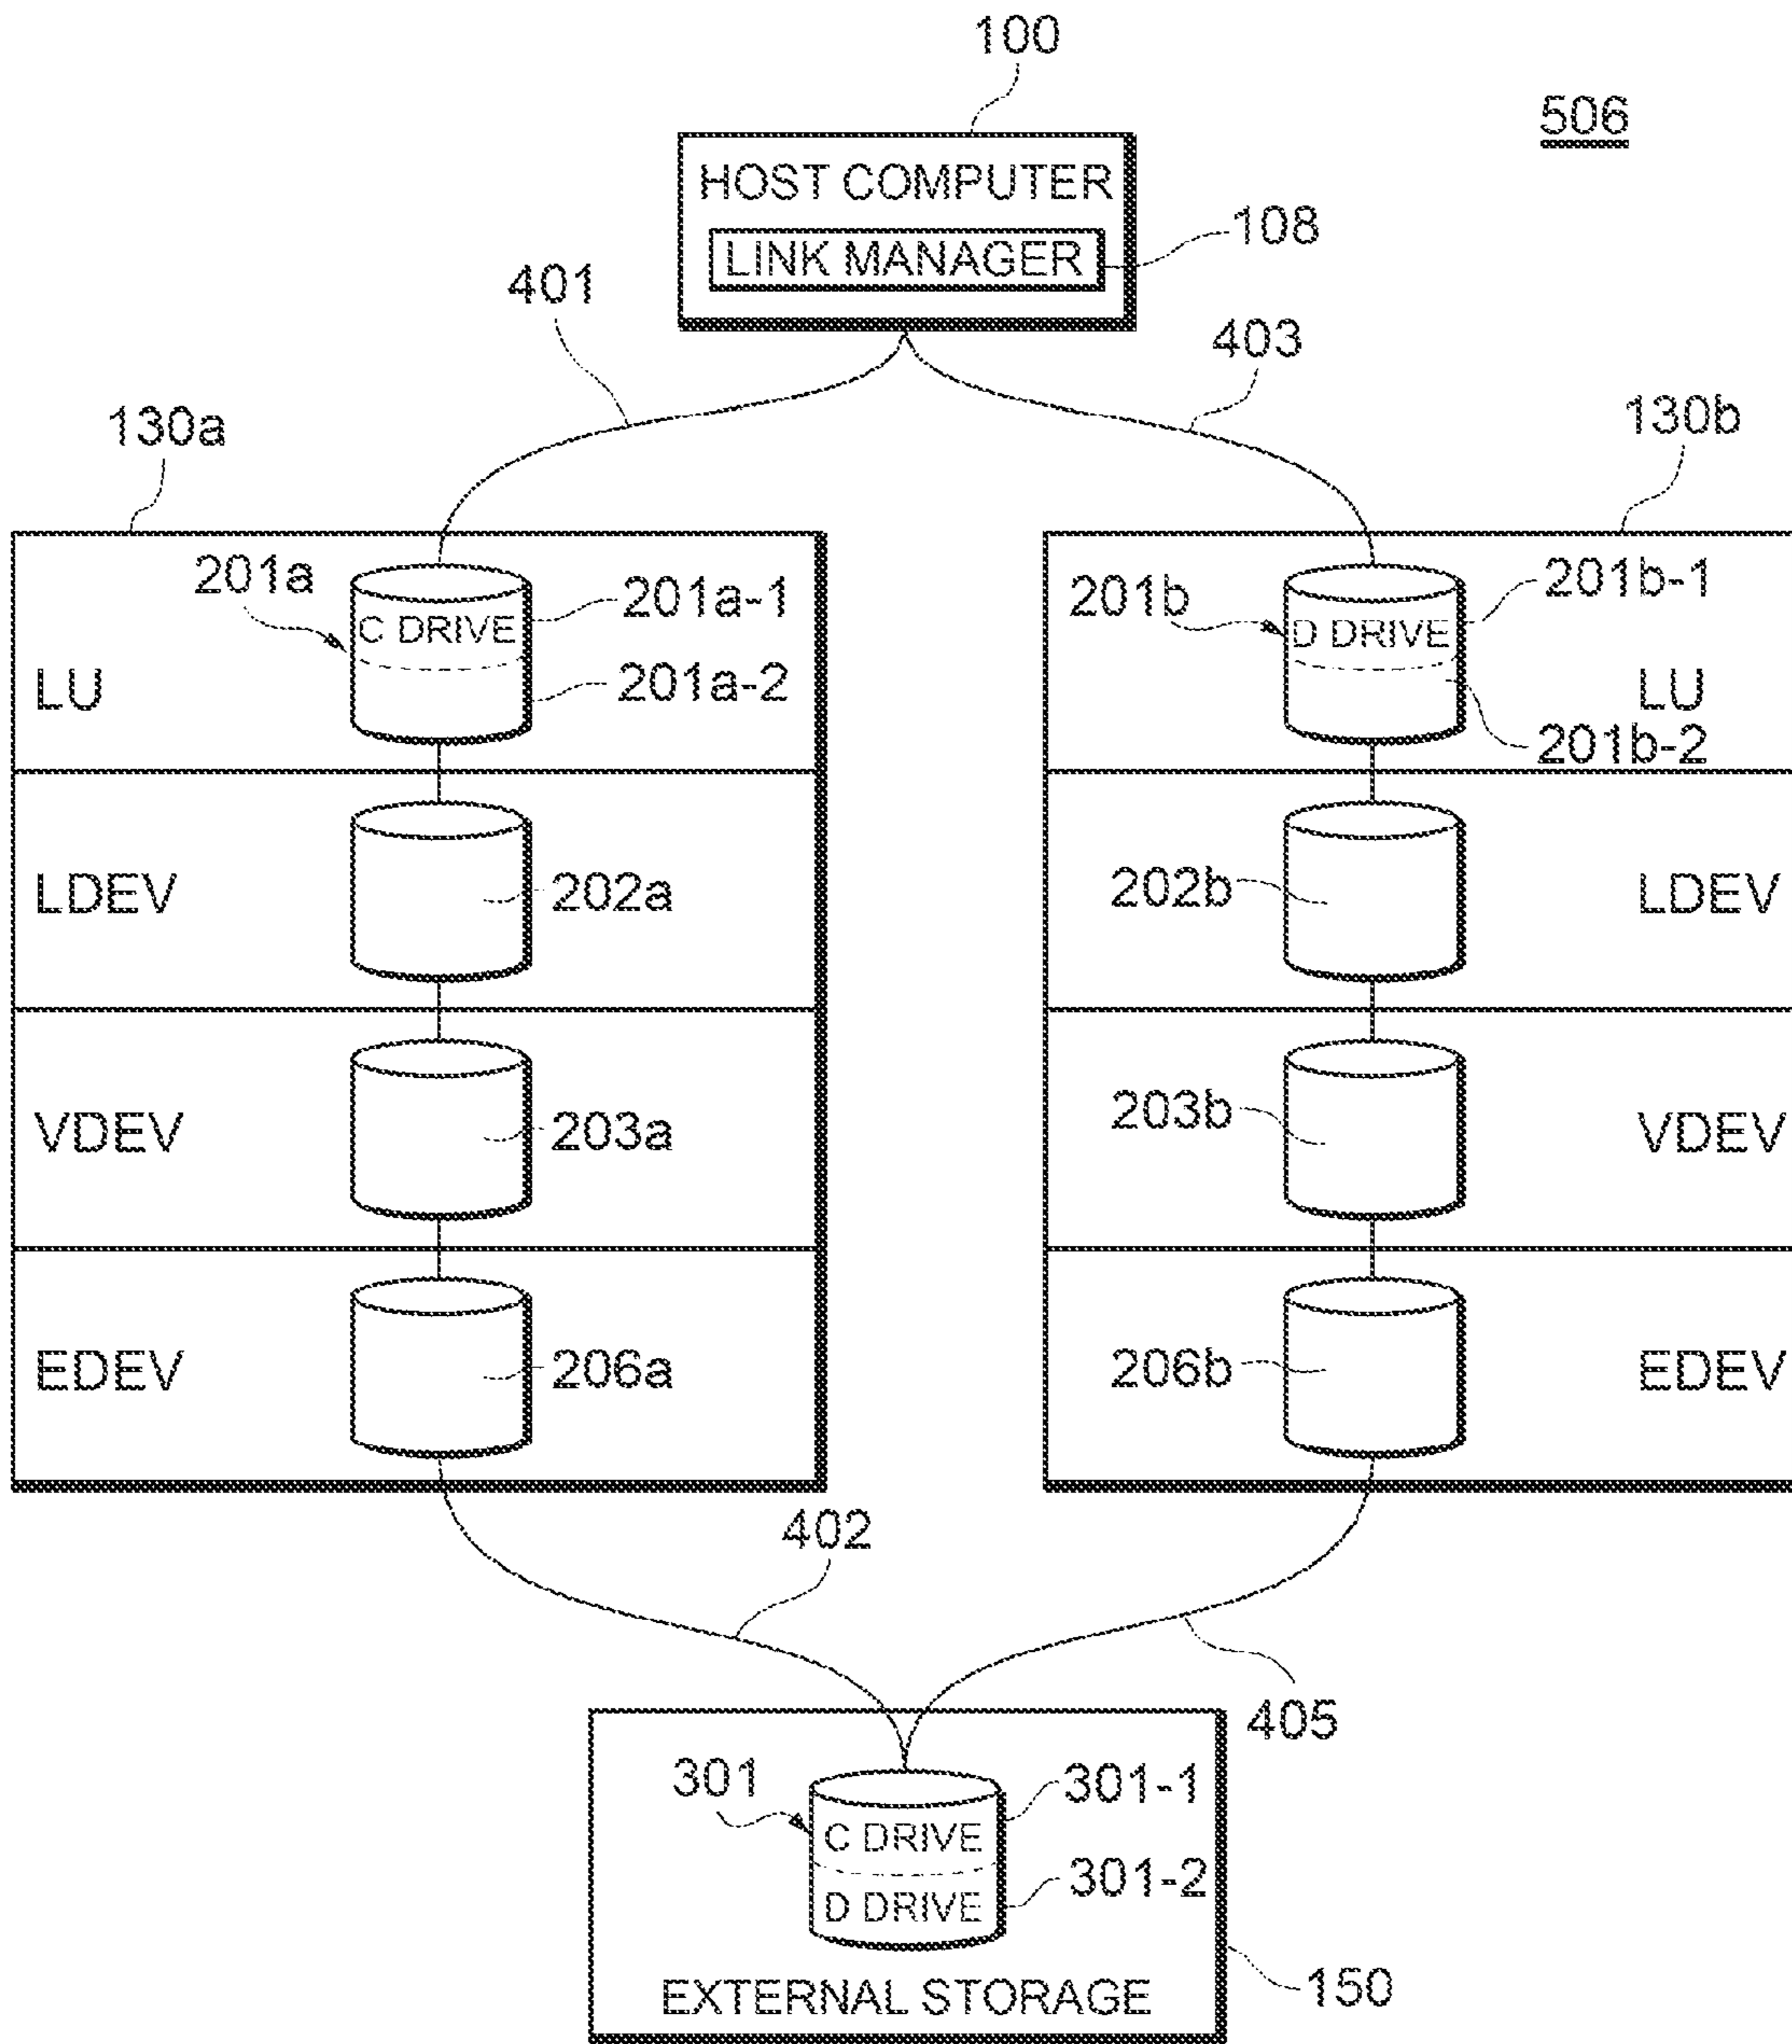 100
506
HOST COMPUTER
LINK MANAGER
108
401
403
130a
130b
201a
201a-1
C DRIVE
201a-2
LU
201b
201b-1
D DRIVE
LU
201b-2
LDEV
202a
202b
LDEV
VDEV
203a
203b
VDEV
EDEV
206a
206b
EDEV
402
405
301
301-1
C DRIVE
301-2
D DRIVE
EXTERNAL STORAGE
150